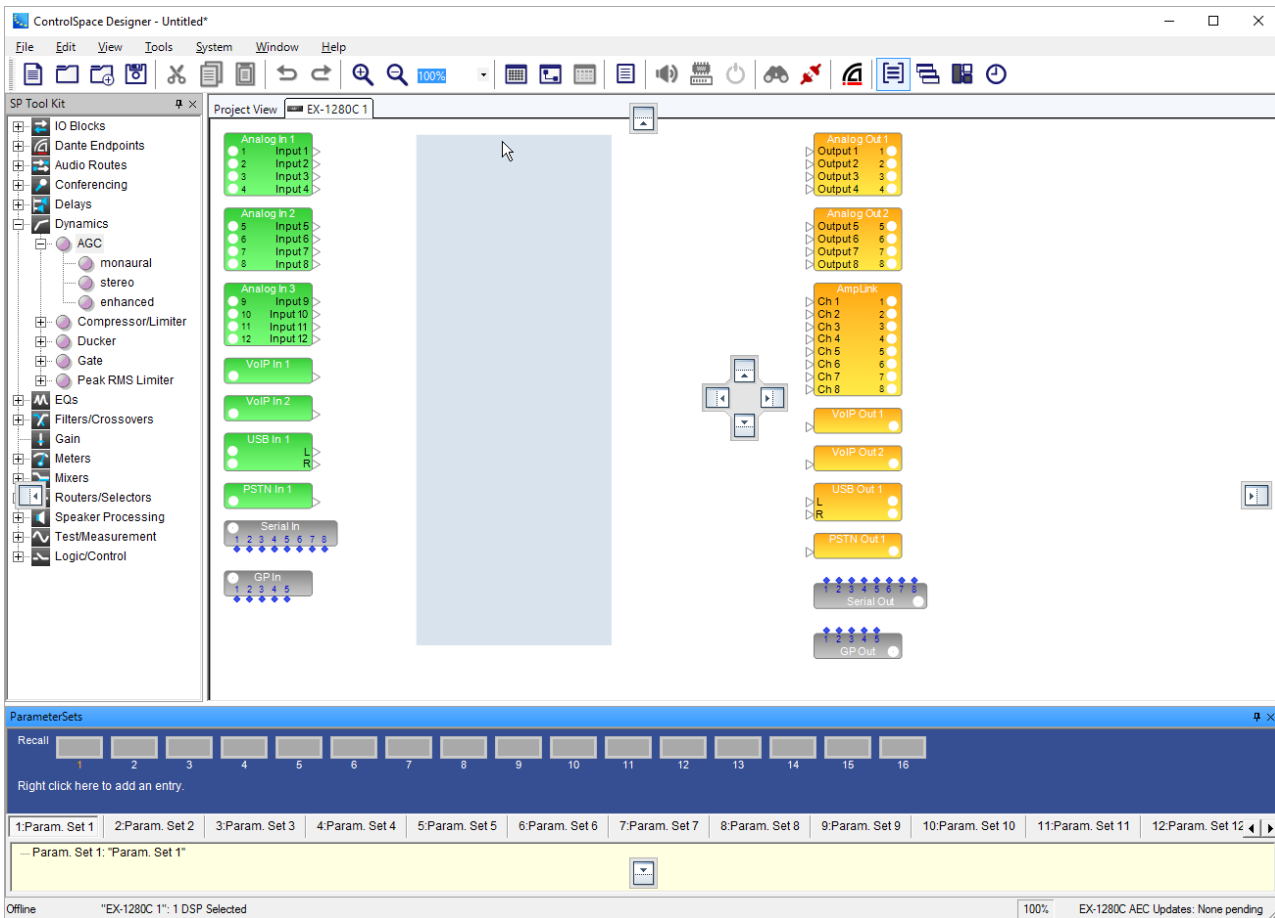 ControlSpace Designer - Untitled*
File Edit View Tools System Window Help
100%
SP Tool Kit
IO Blocks
Dante Endpoints
Audio Routes
Conferencing
Delays
Dynamics
AGC
monaural
stereo
enhanced
Compressor/Limiter
Ducker
Gate
Peak RMS Limiter
EQs
Filters/Crossovers
Gain
Meters
Mixers
Routers/Selectors
Speaker Processing
Test/Measurement
Logic/Control
Project View EX-1280C 1
Analog In 1
1 Input 1
2 Input 2
3 Input 3
4 Input 4
Analog In 2
5 Input 5
6 Input 6
7 Input 7
8 Input 8
Analog In 3
9 Input 9
10 Input 10
11 Input 11
12 Input 12
VoIP In 1
VoIP In 2
USB In 1
L
R
PSTN In 1
Serial In
1 2 3 4 5 6 7 8
GP In
1 2 3 4 5
Analog Out 1
Output 1 1
Output 2 2
Output 3 3
Output 4 4
Analog Out 2
Output 5 5
Output 6 6
Output 7 7
Output 8 8
AmpLink
Ch 1 1
Ch 2 2
Ch 3 3
Ch 4 4
Ch 5 5
Ch 6 6
Ch 7 7
Ch 8 8
VoIP Out 1
VoIP Out 2
USB Out 1
L
R
PSTN Out 1
1 2 3 4 5 6 7 8
Serial Out
1 2 3 4 5
GP Out
ParameterSets
Recall
1 2 3 4 5 6 7 8 9 10 11 12 13 14 15 16
Right click here to add an entry.
1:Param. Set 1 2:Param. Set 2 3:Param. Set 3 4:Param. Set 4 5:Param. Set 5 6:Param. Set 6 7:Param. Set 7 8:Param. Set 8 9:Param. Set 9 10:Param. Set 10 11:Param. Set 11 12:Param. Set 12
Param. Set 1: "Param. Set 1"
Offline "EX-1280C 1": 1 DSP Selected 100% EX-1280C AEC Updates: None pending